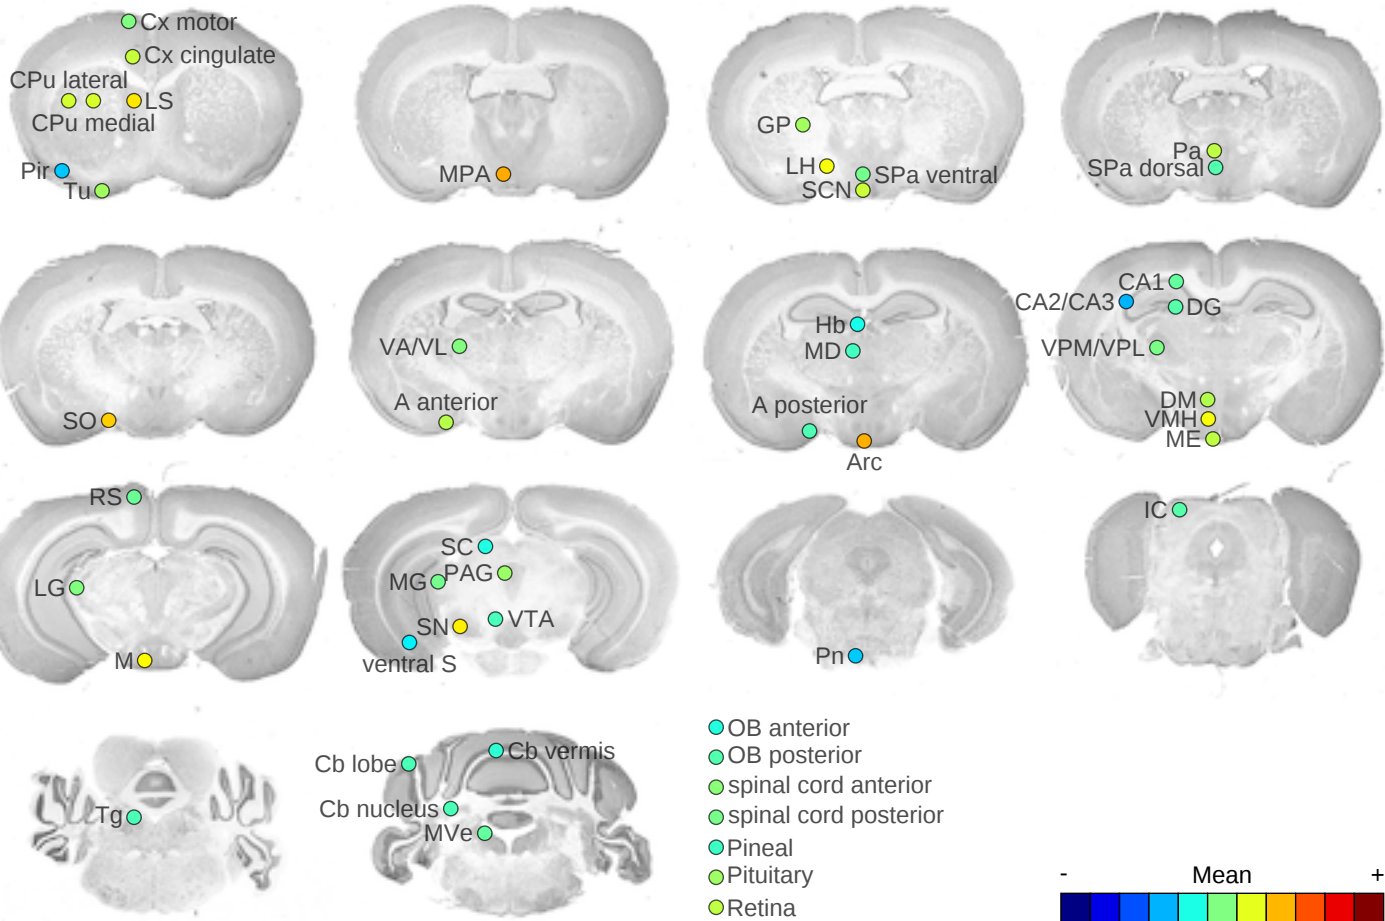 Cx motor
Cx cingulate
CPu lateral
LS
CPu medial
Pir
Tu
MPA
GP
LH
SPa ventral
SCN
Pa
SPa dorsal
SO
VA/VL
A anterior
Hb
MD
A posterior
Arc
CA1
CA2/CA3
DG
VPM/VPL
DM
VMH
ME
RS
LG
M
SC
MG
PAG
SN
VTA
ventral S
Pn
IC
Tg
Cb lobe
Cb vermis
Cb nucleus
MVe
OB anterior
OB posterior
spinal cord anterior
spinal cord posterior
Pineal
Pituitary
Retina
- Mean +